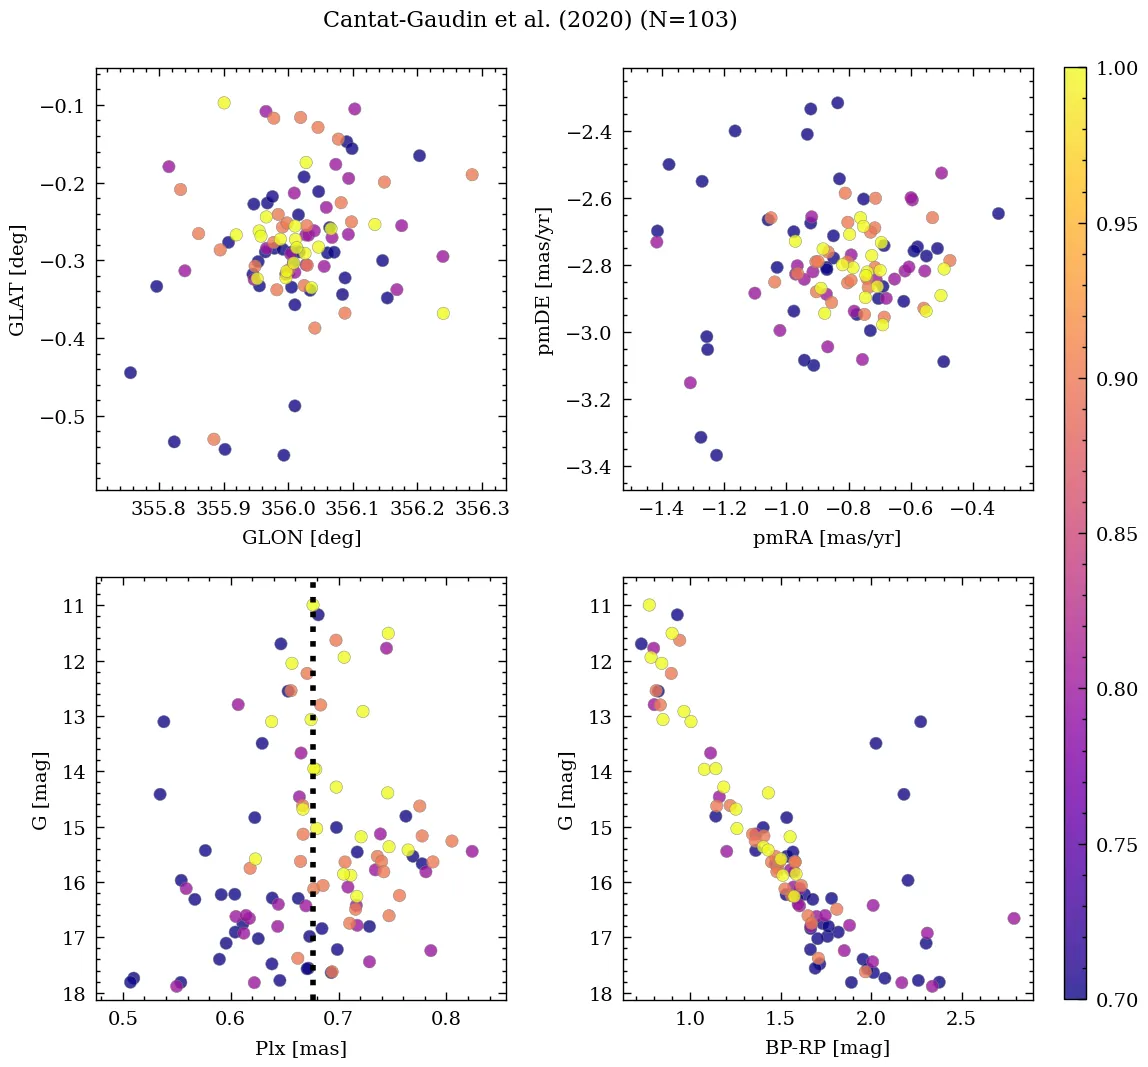 Cantat-Gaudin et al. (2020) (N=103)
−0.1
−0.2
−0.3
−0.4
−0.5
GLAT [deg]
355.8 355.9 356.0 356.1 356.2 356.3
GLON [deg]
−2.4
−2.6
−2.8
−3.0
−3.2
−3.4
pmDE [mas/yr]
−1.4 −1.2 −1.0 −0.8 −0.6 −0.4
pmRA [mas/yr]
11
12
13
14
15
16
17
18
G [mag]
0.5 0.6 0.7 0.8
Plx [mas]
11
12
13
14
15
16
17
18
G [mag]
1.0 1.5 2.0 2.5
BP-RP [mag]
1.00
0.95
0.90
0.85
0.80
0.75
0.70